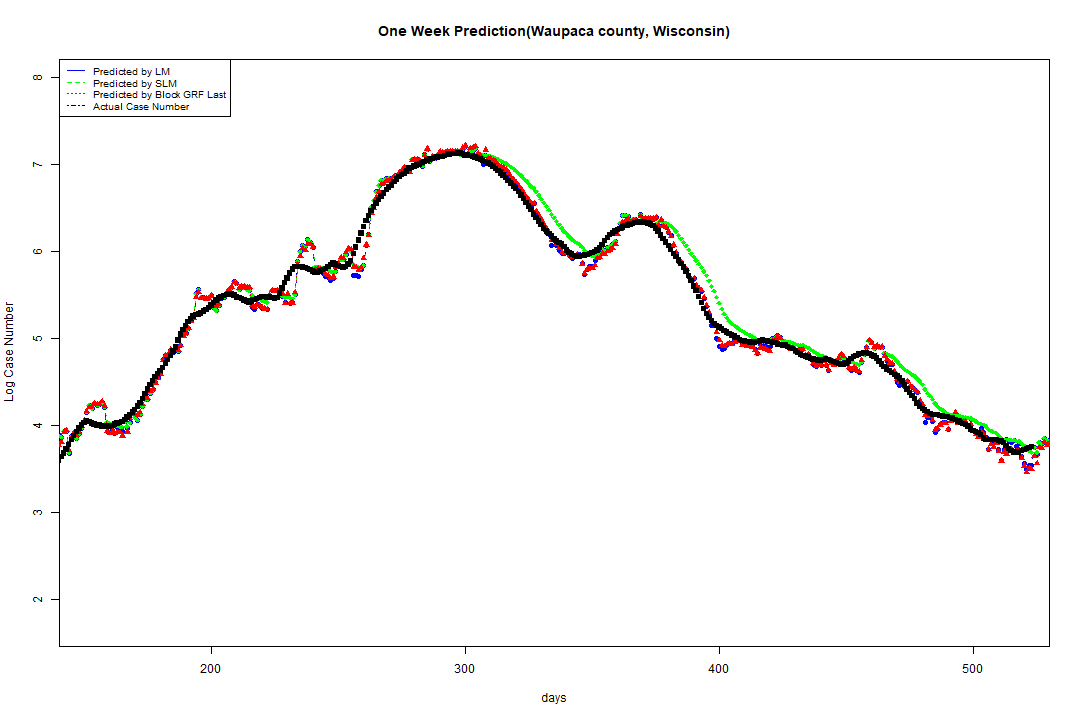 One Week Prediction(Waupaca county, Wisconsin)
Predicted by LM
Predicted by SLM
Predicted by Block GRF Last
Actual Case Number
8
7
6
5
4
3
2
Log Case Number
200 300 400 500
days